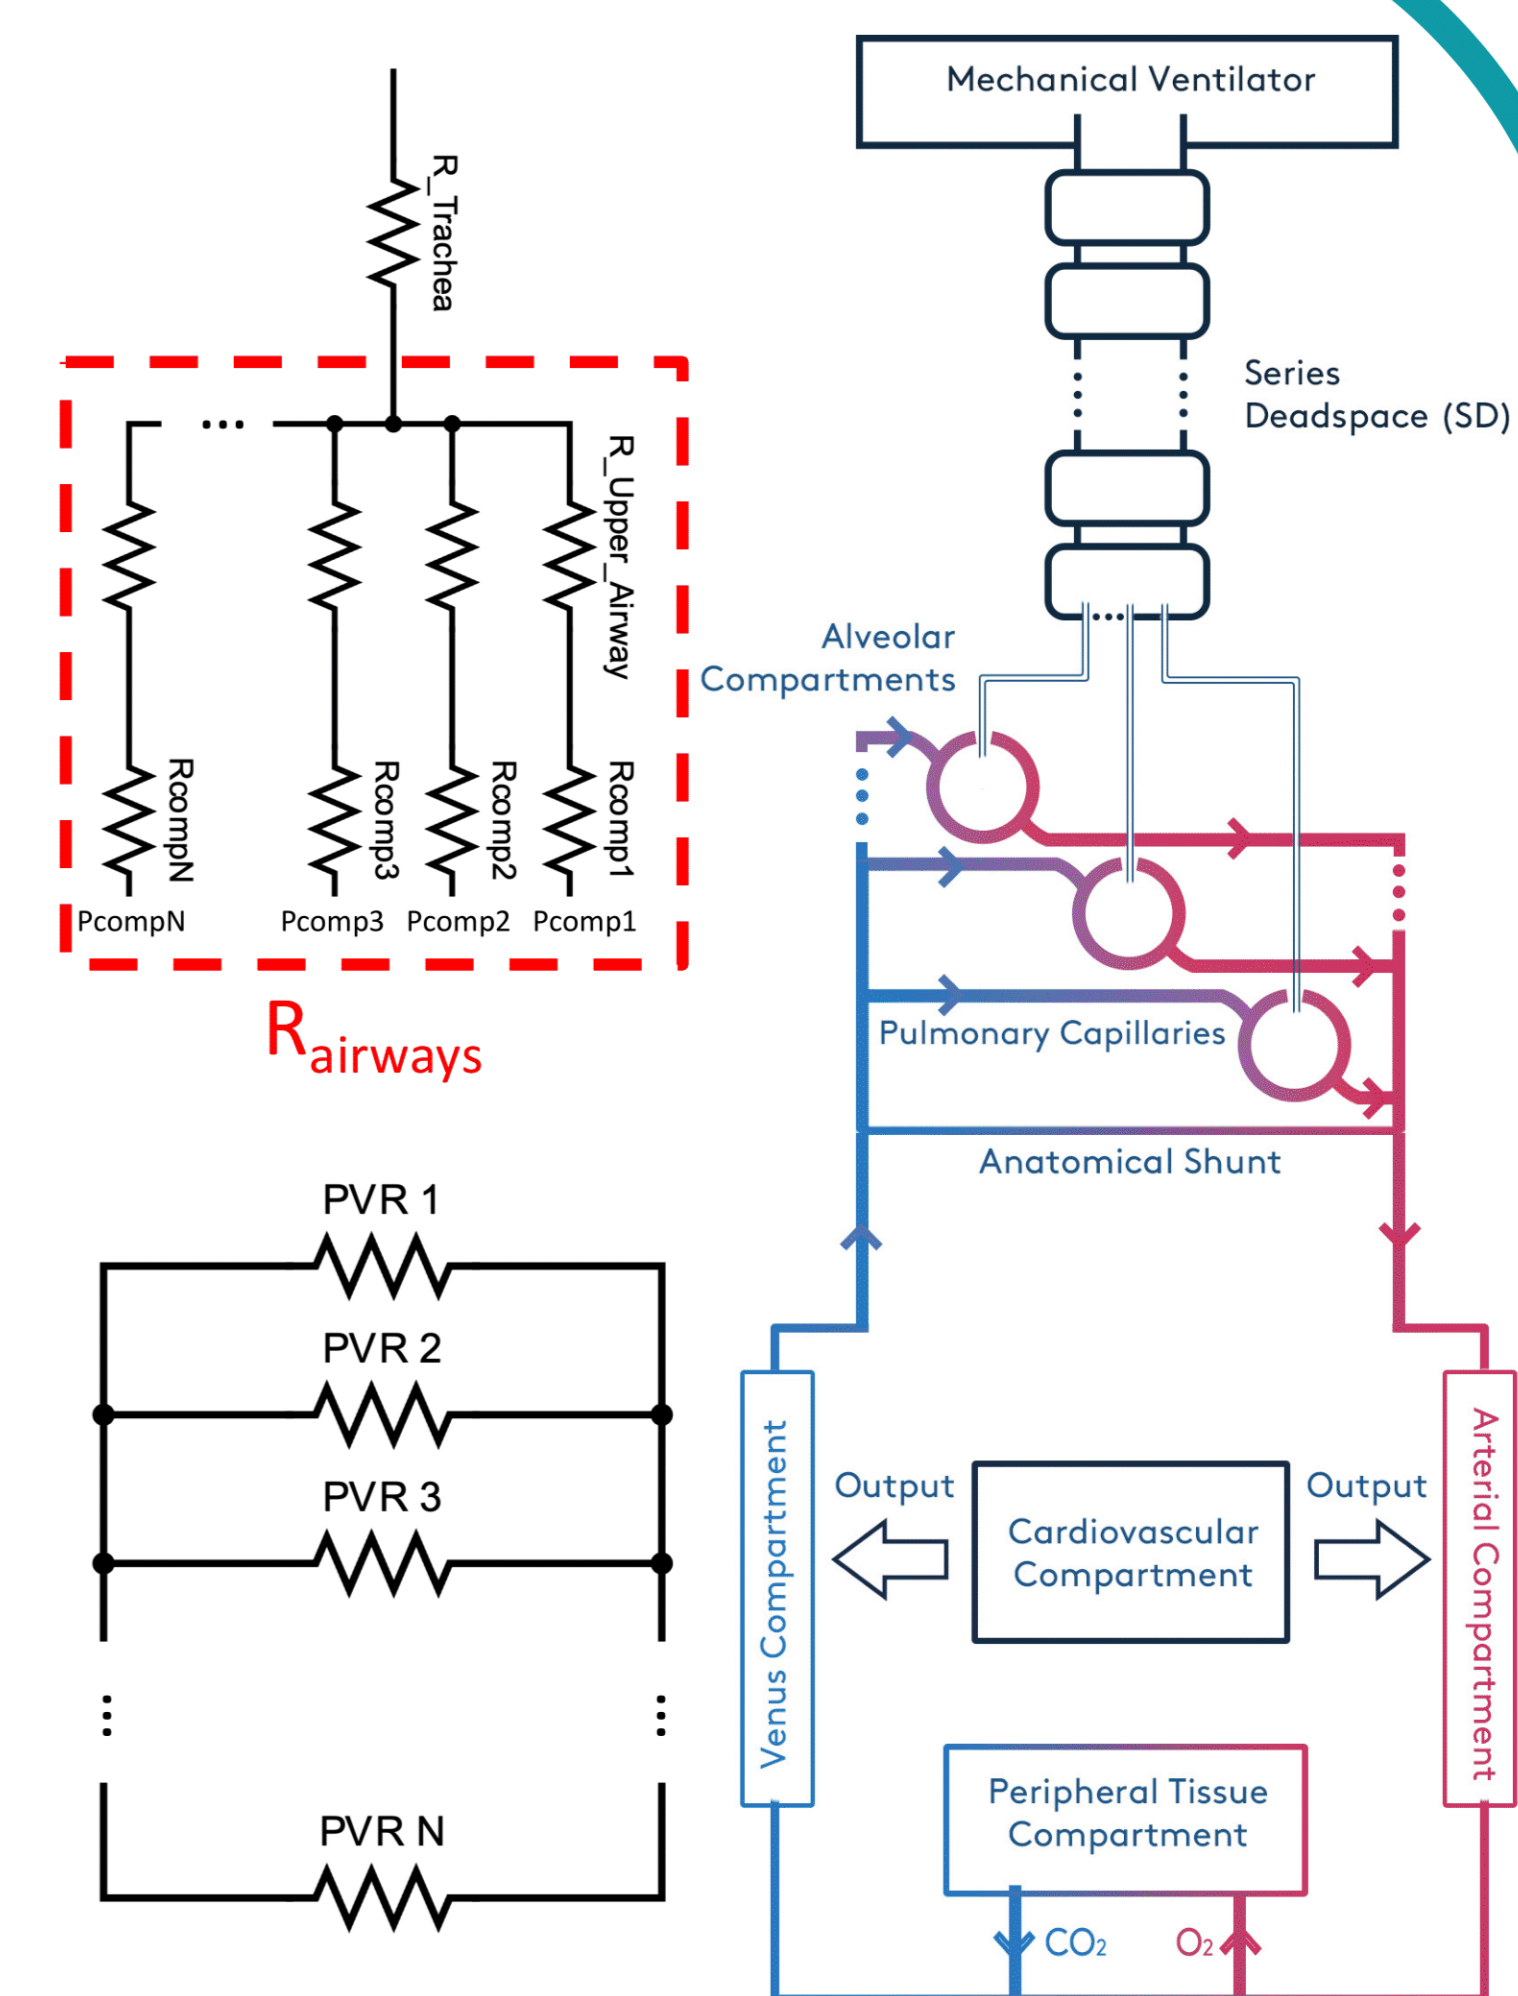 R_Trachea
R_Upper_Airway
RcompN
Rcomp3
Rcomp2
Rcomp1
PcompN
Pcomp3
Pcomp2
Pcomp1
Rairways
PVR 1
PVR 2
PVR 3
PVR N
Mechanical Ventilator
Series
Deadspace (SD)
Alveolar
Compartments
Pulmonary Capillaries
Anatomical Shunt
Venus Compartment
Output
Cardiovascular
Compartment
Output
Arterial Compartment
Peripheral Tissue
Compartment
CO₂
O₂